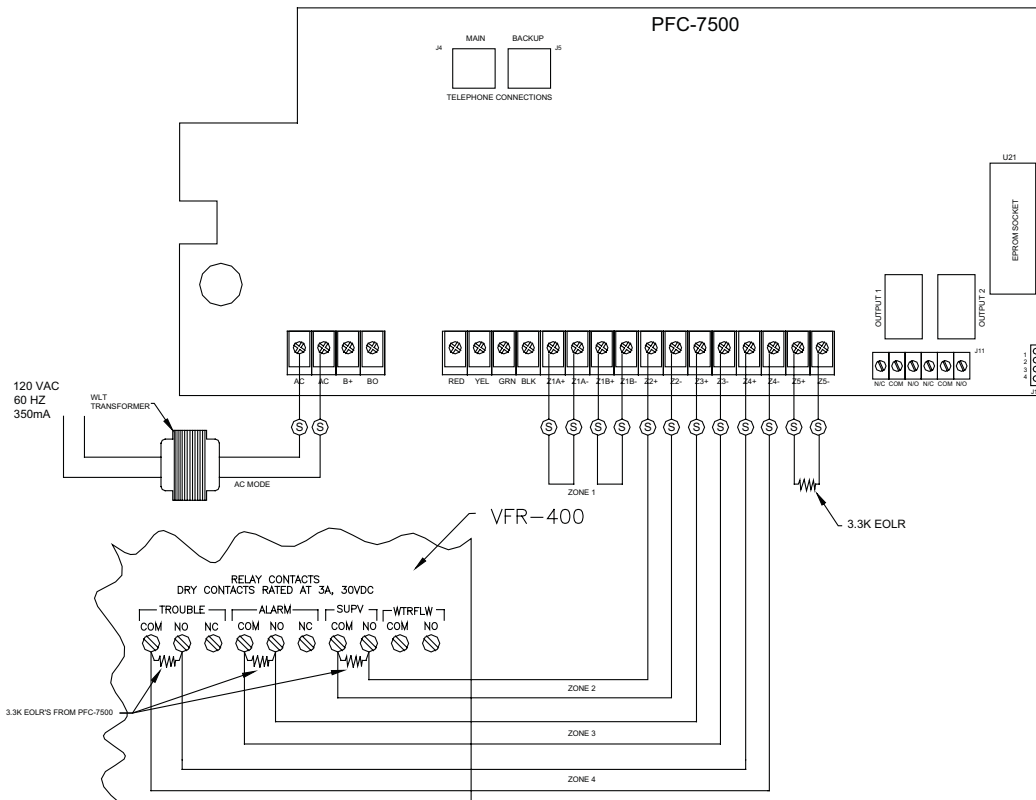 PFC-7500
MAIN BACKUP
J4 J5
TELEPHONE CONNECTIONS
U21
EPROM SOCKET
OUTPUT 1
OUTPUT 2
J11
N/C COM N/O N/C COM N/O
1
2
3
4
AC AC B+ BO
RED YEL GRN BLK Z1A+ Z1A- Z1B+ Z1B- Z2+ Z2- Z3+ Z3- Z4+ Z4- Z5+ Z5-
120 VAC
60 HZ
350mA
WLT
TRANSFORMER
S S S S S S S S S S S S S S
AC MODE
ZONE 1
3.3K EOLR
VFR-400
RELAY CONTACTS
DRY CONTACTS RATED AT 3A, 30VDC
TROUBLE ALARM SUPV WTRFLW
COM NO NC COM NO NC COM NO COM NO
3.3K EOLR'S FROM PFC-7500
ZONE 2
ZONE 3
ZONE 4